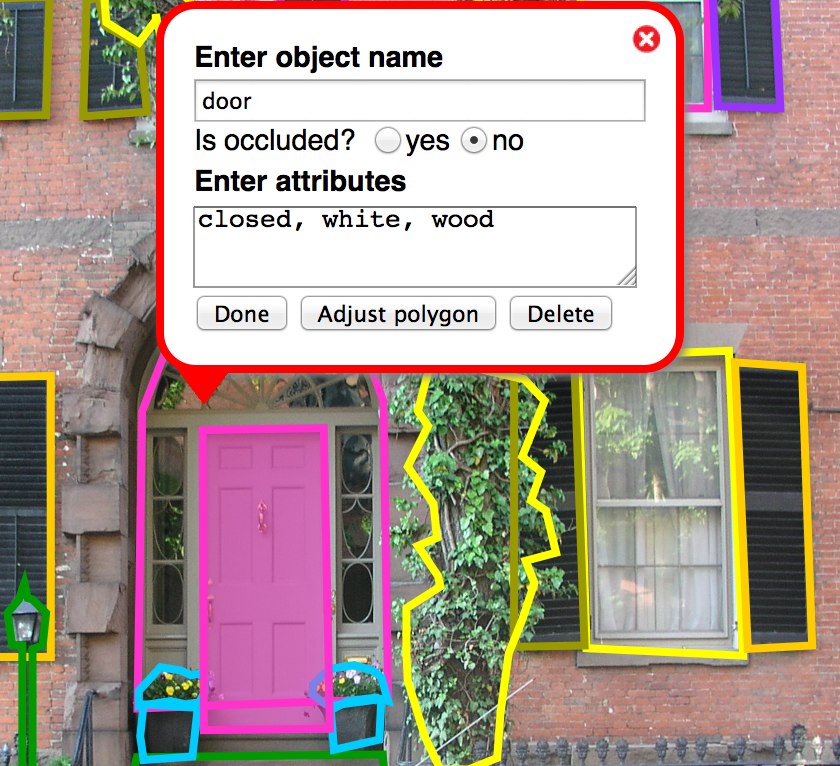 Enter object name
door
Is occluded? yes no
Enter attributes
closed, white, wood
Done Adjust polygon Delete